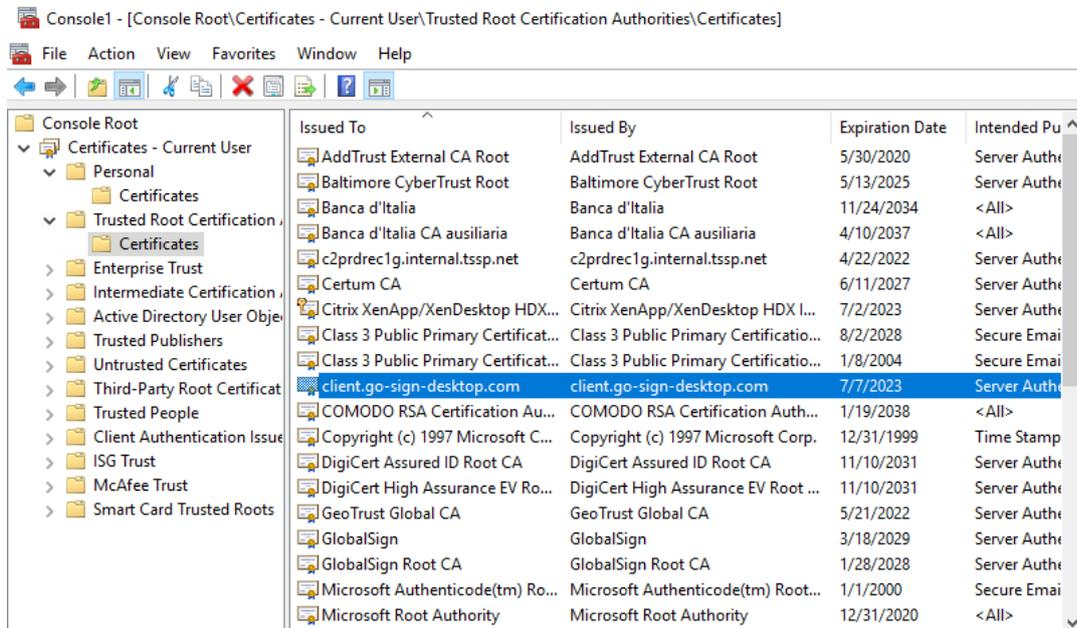 Console1 - [Console Root\Certificates - Current User\Trusted Root Certification Authorities\Certificates]
File Action View Favorites Window Help
Console Root
Certificates - Current User
Personal
Certificates
Trusted Root Certification
Certificates
Enterprise Trust
Intermediate Certification
Active Directory User Obje
Trusted Publishers
Untrusted Certificates
Third-Party Root Certificat
Trusted People
Client Authentication Issue
ISG Trust
McAfee Trust
Smart Card Trusted Roots
Issued To Issued By Expiration Date Intended Pu
AddTrust External CA Root AddTrust External CA Root 5/30/2020 Server Authe
Baltimore CyberTrust Root Baltimore CyberTrust Root 5/13/2025 Server Authe
Banca d'Italia Banca d'Italia 11/24/2034 <All>
Banca d'Italia CA ausiliaria Banca d'Italia CA ausiliaria 4/10/2037 <All>
c2prdrec1g.internal.tssp.net c2prdrec1g.internal.tssp.net 4/22/2022 Server Authe
Certum CA Certum CA 6/11/2027 Server Authe
Citrix XenApp/XenDesktop HDX... Citrix XenApp/XenDesktop HDX I... 7/2/2023 Server Authe
Class 3 Public Primary Certificat... Class 3 Public Primary Certificatio... 8/2/2028 Secure Emai
Class 3 Public Primary Certificat... Class 3 Public Primary Certificatio... 1/8/2004 Secure Emai
client.go-sign-desktop.com client.go-sign-desktop.com 7/7/2023 Server Authe
COMODO RSA Certification Au... COMODO RSA Certification Auth... 1/19/2038 <All>
Copyright (c) 1997 Microsoft C... Copyright (c) 1997 Microsoft Corp. 12/31/1999 Time Stamp
DigiCert Assured ID Root CA DigiCert Assured ID Root CA 11/10/2031 Server Authe
DigiCert High Assurance EV Ro... DigiCert High Assurance EV Root ... 11/10/2031 Server Authe
GeoTrust Global CA GeoTrust Global CA 5/21/2022 Server Authe
GlobalSign GlobalSign 3/18/2029 Server Authe
GlobalSign Root CA GlobalSign Root CA 1/28/2028 Server Authe
Microsoft Authenticode(tm) Ro... Microsoft Authenticode(tm) Root... 1/1/2000 Secure Emai
Microsoft Root Authority Microsoft Root Authority 12/31/2020 <All>